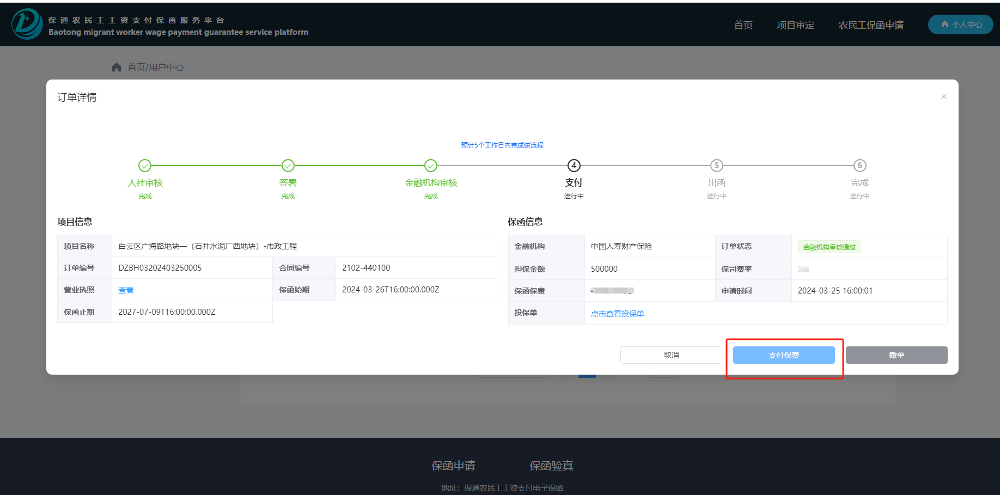 保通农民工工资支付保函服务平台
Baotong migrant worker wage payment guarantee service platform
首页 项目审定 农民工保函申请 个人中心
首页/用户中心
订单详情
预计5个工作日内完成该流程
4 5 6
人社审核 签署 金融机构审核 支付 出函 完成
完成 完成 完成 进行中 进行中 进行中
项目信息
项目名称 白云区广海路地块一（石井水泥厂西地块）-市政工程
订单编号 DZBH03202403250005 合同编号 2102-440100
营业执照 查看 保函始期 2024-03-26T16:00:00.000Z
保函止期 2027-07-09T16:00:00.000Z
保函信息
金融机构 中国人寿财产保险 订单状态 金融机构审核通过
担保金额 500000 保司费率
保函保费 申请时间 2024-03-25 16:00:01
投保单 点击查看投保单
取消 支付保费 撤单
保函申请 保函验真
地址：保通农民工工资支付电子保函